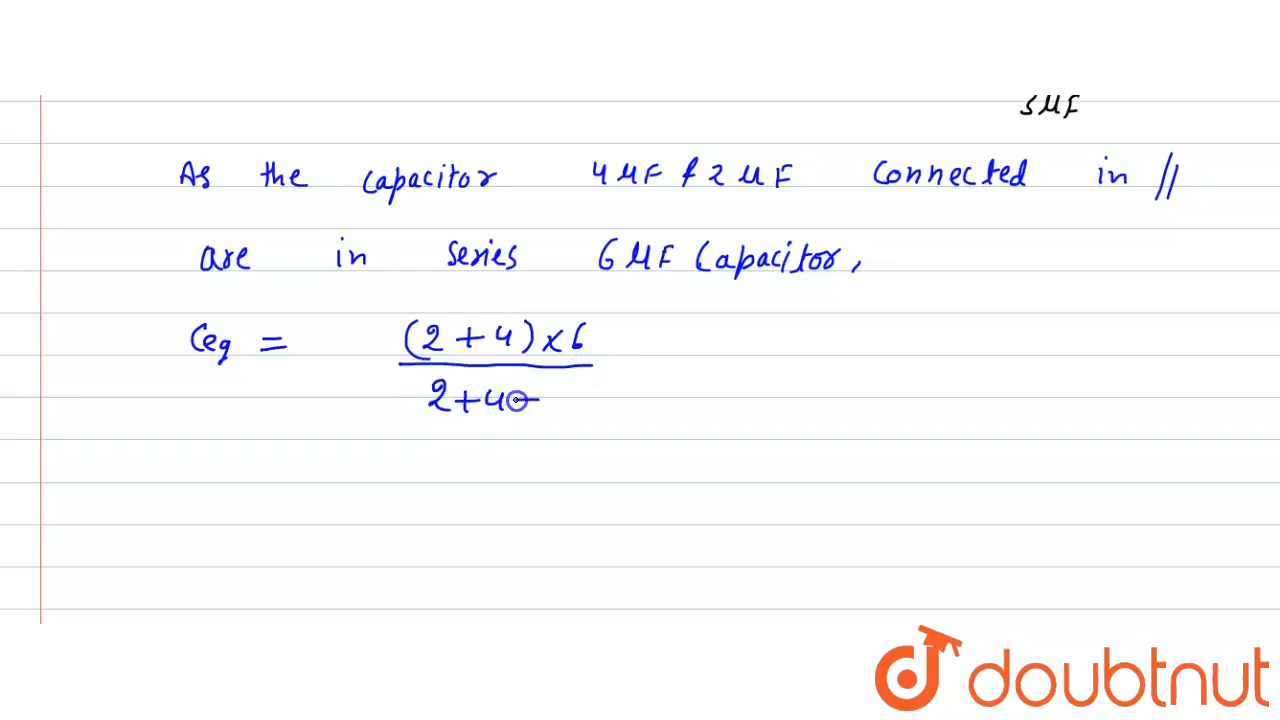 5μF
As the capacitor 4μF & 2μF connected in //
are in series 6μF Capacitor,
Ceq = (2+4)×6
2+4+
doubtnut